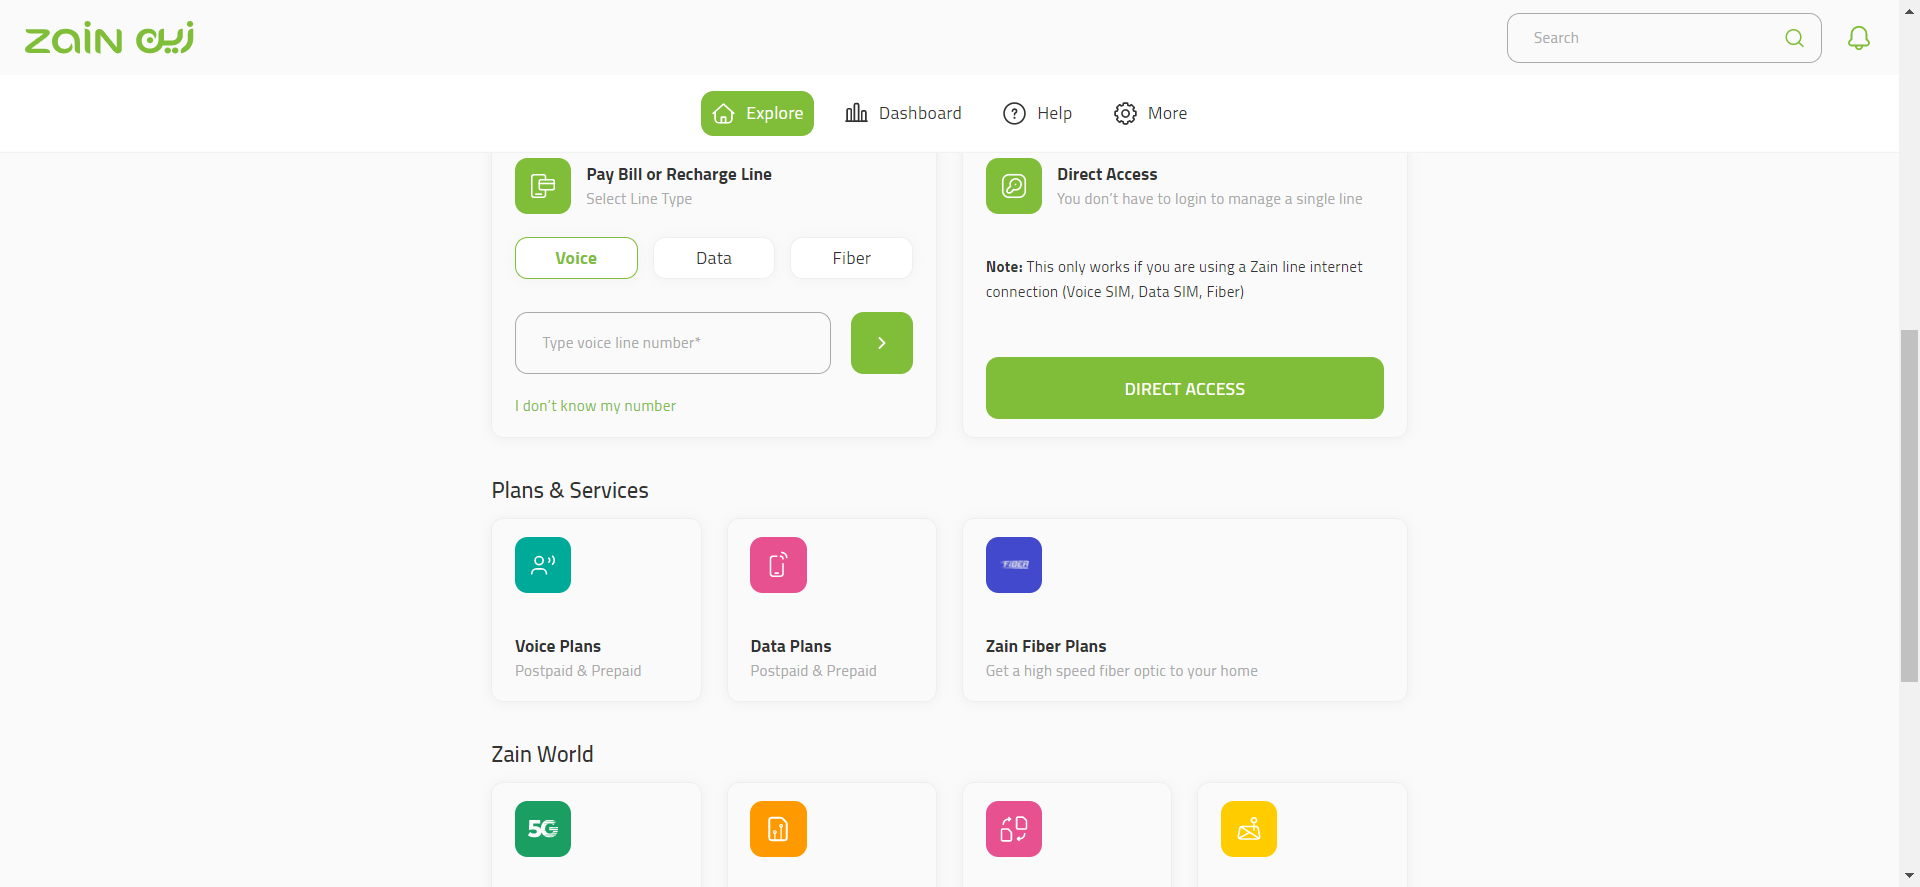 zain زين
Search
Explore
Dashboard
Help
More
Pay Bill or Recharge Line
Select Line Type
Voice
Data
Fiber
Type voice line number*
I don't know my number
Direct Access
You don't have to login to manage a single line
Note: This only works if you are using a Zain line internet
connection (Voice SIM, Data SIM, Fiber)
DIRECT ACCESS
Plans & Services
Voice Plans
Postpaid & Prepaid
Data Plans
Postpaid & Prepaid
FIBER
Zain Fiber Plans
Get a high speed fiber optic to your home
Zain World
5G